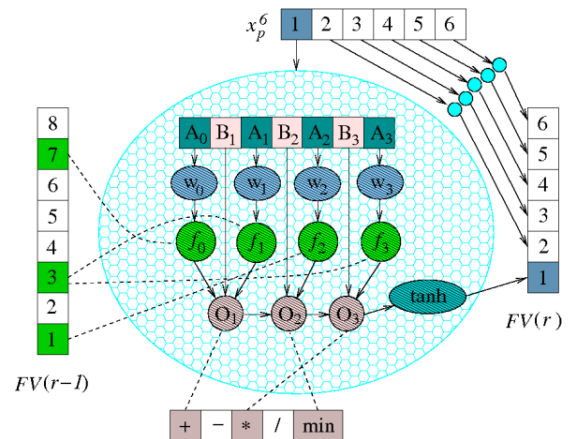 x_p^6 1 2 3 4 5 6
A_0 B_1 A_1 B_2 A_2 B_3 A_3
w_0 w_1 w_2 w_3
f_0 f_1 f_2 f_3
O_1 O_2 O_3
tanh
8
7
6
5
4
3
2
1
FV(r−1)
6
5
4
3
2
1
FV(r)
+ − * / min